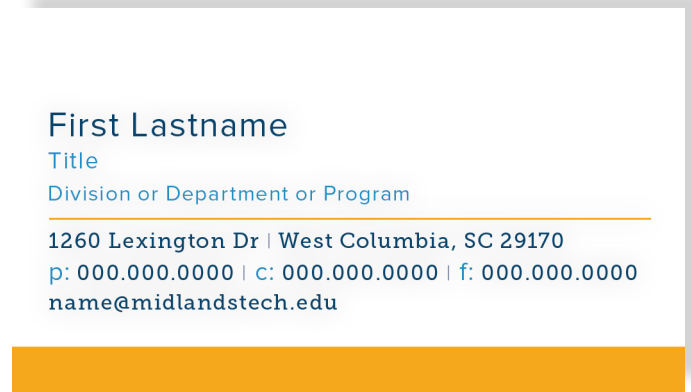 First Lastname
Title
Division or Department or Program
1260 Lexington Dr | West Columbia, SC 29170
p: 000.000.0000 | c: 000.000.0000 | f: 000.000.0000
name@midlandstech.edu